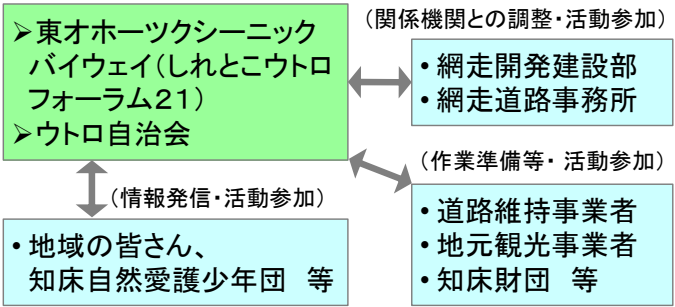 ➢東オホーツクシーニック
バイウェイ(しれとこウトロ
フォーラム21)
➢ウトロ自治会
(関係機関との調整・活動参加)
• 網走開発建設部
• 網走道路事務所
(作業準備等・ 活動参加)
• 道路維持事業者
• 地元観光事業者
• 知床財団 等
(情報発信・活動参加)
• 地域の皆さん、
知床自然愛護少年団 等